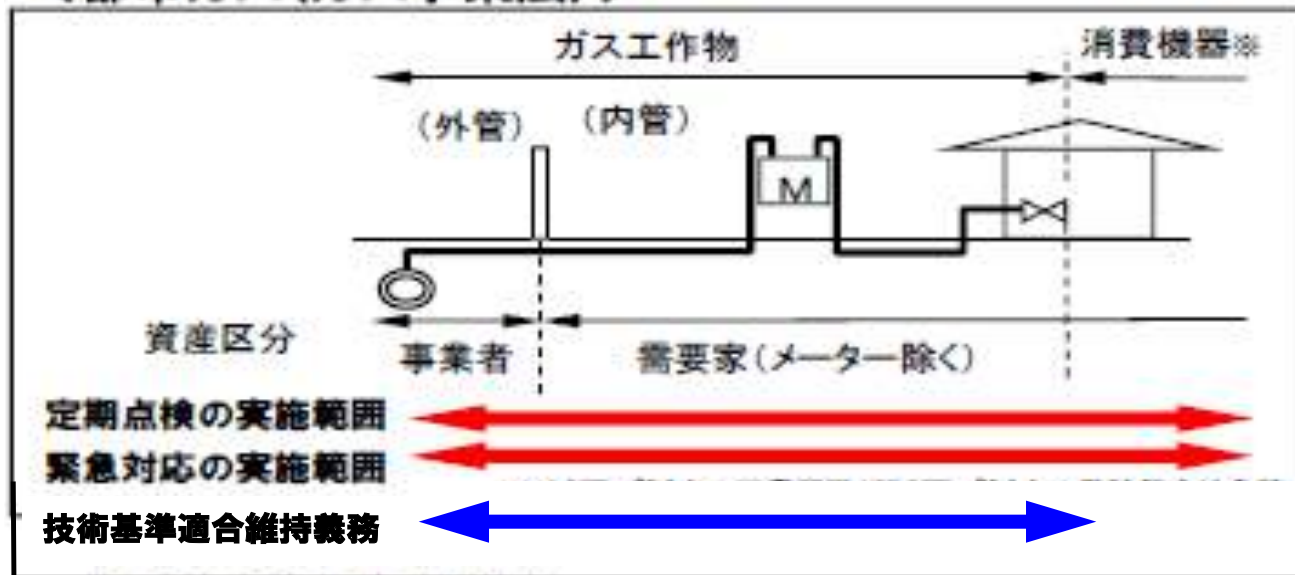 ガス工作物
消費機器※
(外管)
(内管)
M
資産区分
事業者
需要家(メーター除く)
定期点検の実施範囲
緊急対応の実施範囲
技術基準適合維持義務